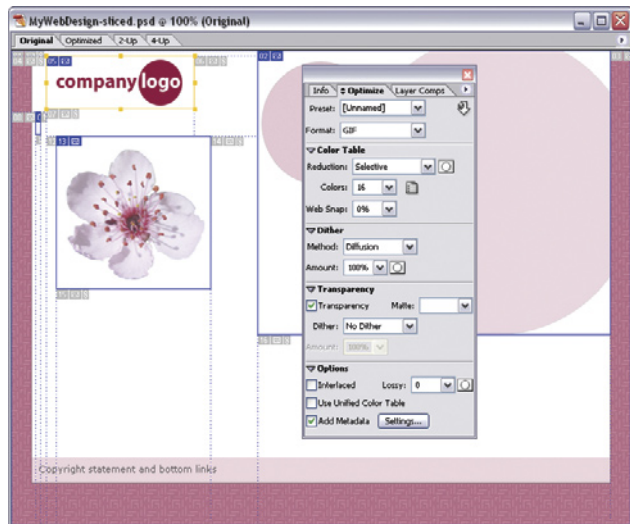 MyWebDesign-sliced.psd @ 100% (Original)
Original Optimized 2-Up 4-Up
company logo
Info Optimize Layer Comps
Preset: [Unnamed]
Format: GIF
Color Table
Reduction: Selective
Colors: 16
Web Snap: 0%
Dither
Method: Diffusion
Amount: 100%
Transparency
Transparency Matte:
Dither: No Dither
Amount: 100%
Options
Interlaced Lossy: 0
Use Unified Color Table
Add Metadata Settings...
Copyright statement and bottom links